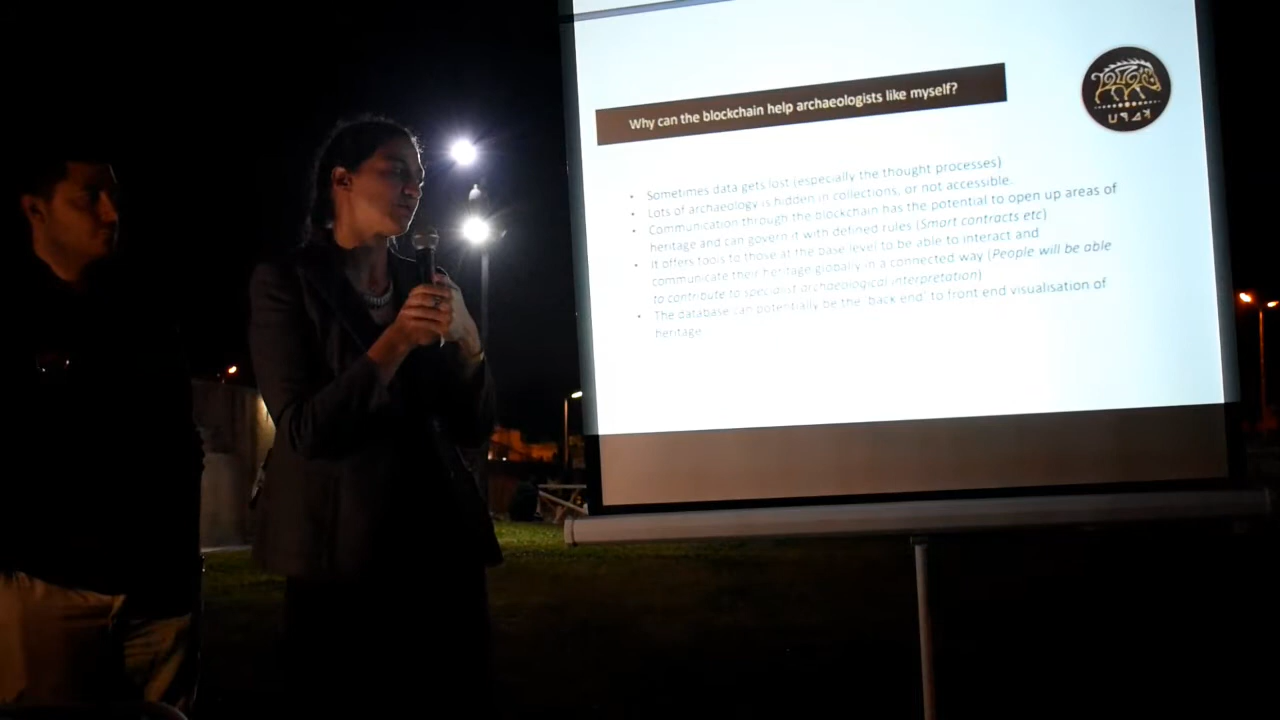 Why can the blockchain help archaeologists like myself?
• Sometimes data gets lost (especially the thought processes)
• Lots of archaeology is hidden in collections, or not accessible.
• Communication through the blockchain has the potential to open up areas of
heritage and can govern it with defined rules (Smart contracts etc)
• It offers tools to those at the base level to be able to interact and
communicate their heritage globally in a connected way (People will be able
to contribute to specialist archaeological interpretation)
• The database can potentially be the 'back end' to front end visualisation of
heritage.